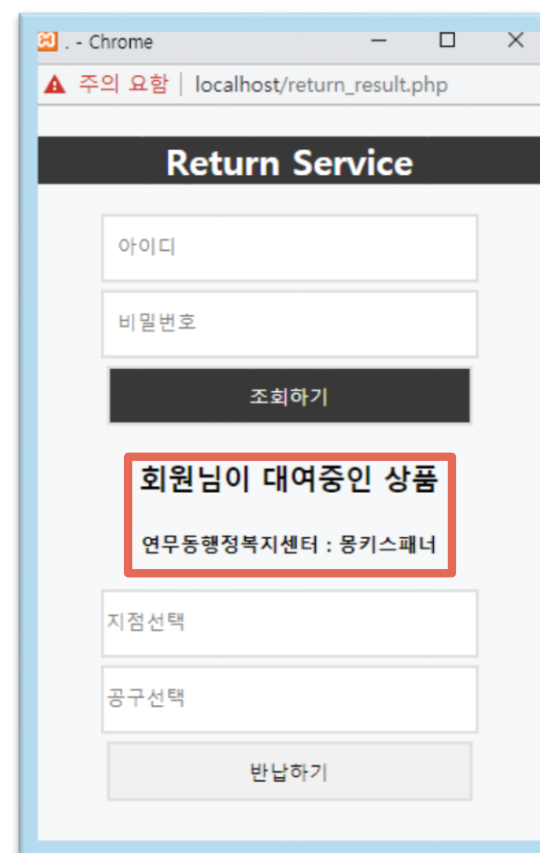 . - Chrome
주의 요함 | localhost/return_result.php
Return Service
아이디
비밀번호
조회하기
회원님이 대여중인 상품
연무동행정복지센터 : 몽키스패너
지점선택
공구선택
반납하기